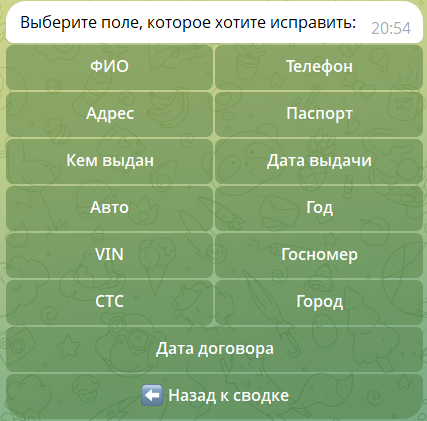 Выберите поле, которое хотите исправить: 20:54
ФИО Телефон
Адрес Паспорт
Кем выдан Дата выдачи
Авто Год
VIN Госномер
СТС Город
Дата договора
⬅️ Назад к сводке